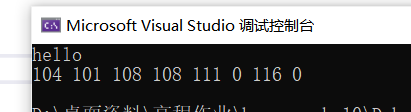 Microsoft Visual Studio 调试控制台
hello
104 101 108 108 111 0 116 0